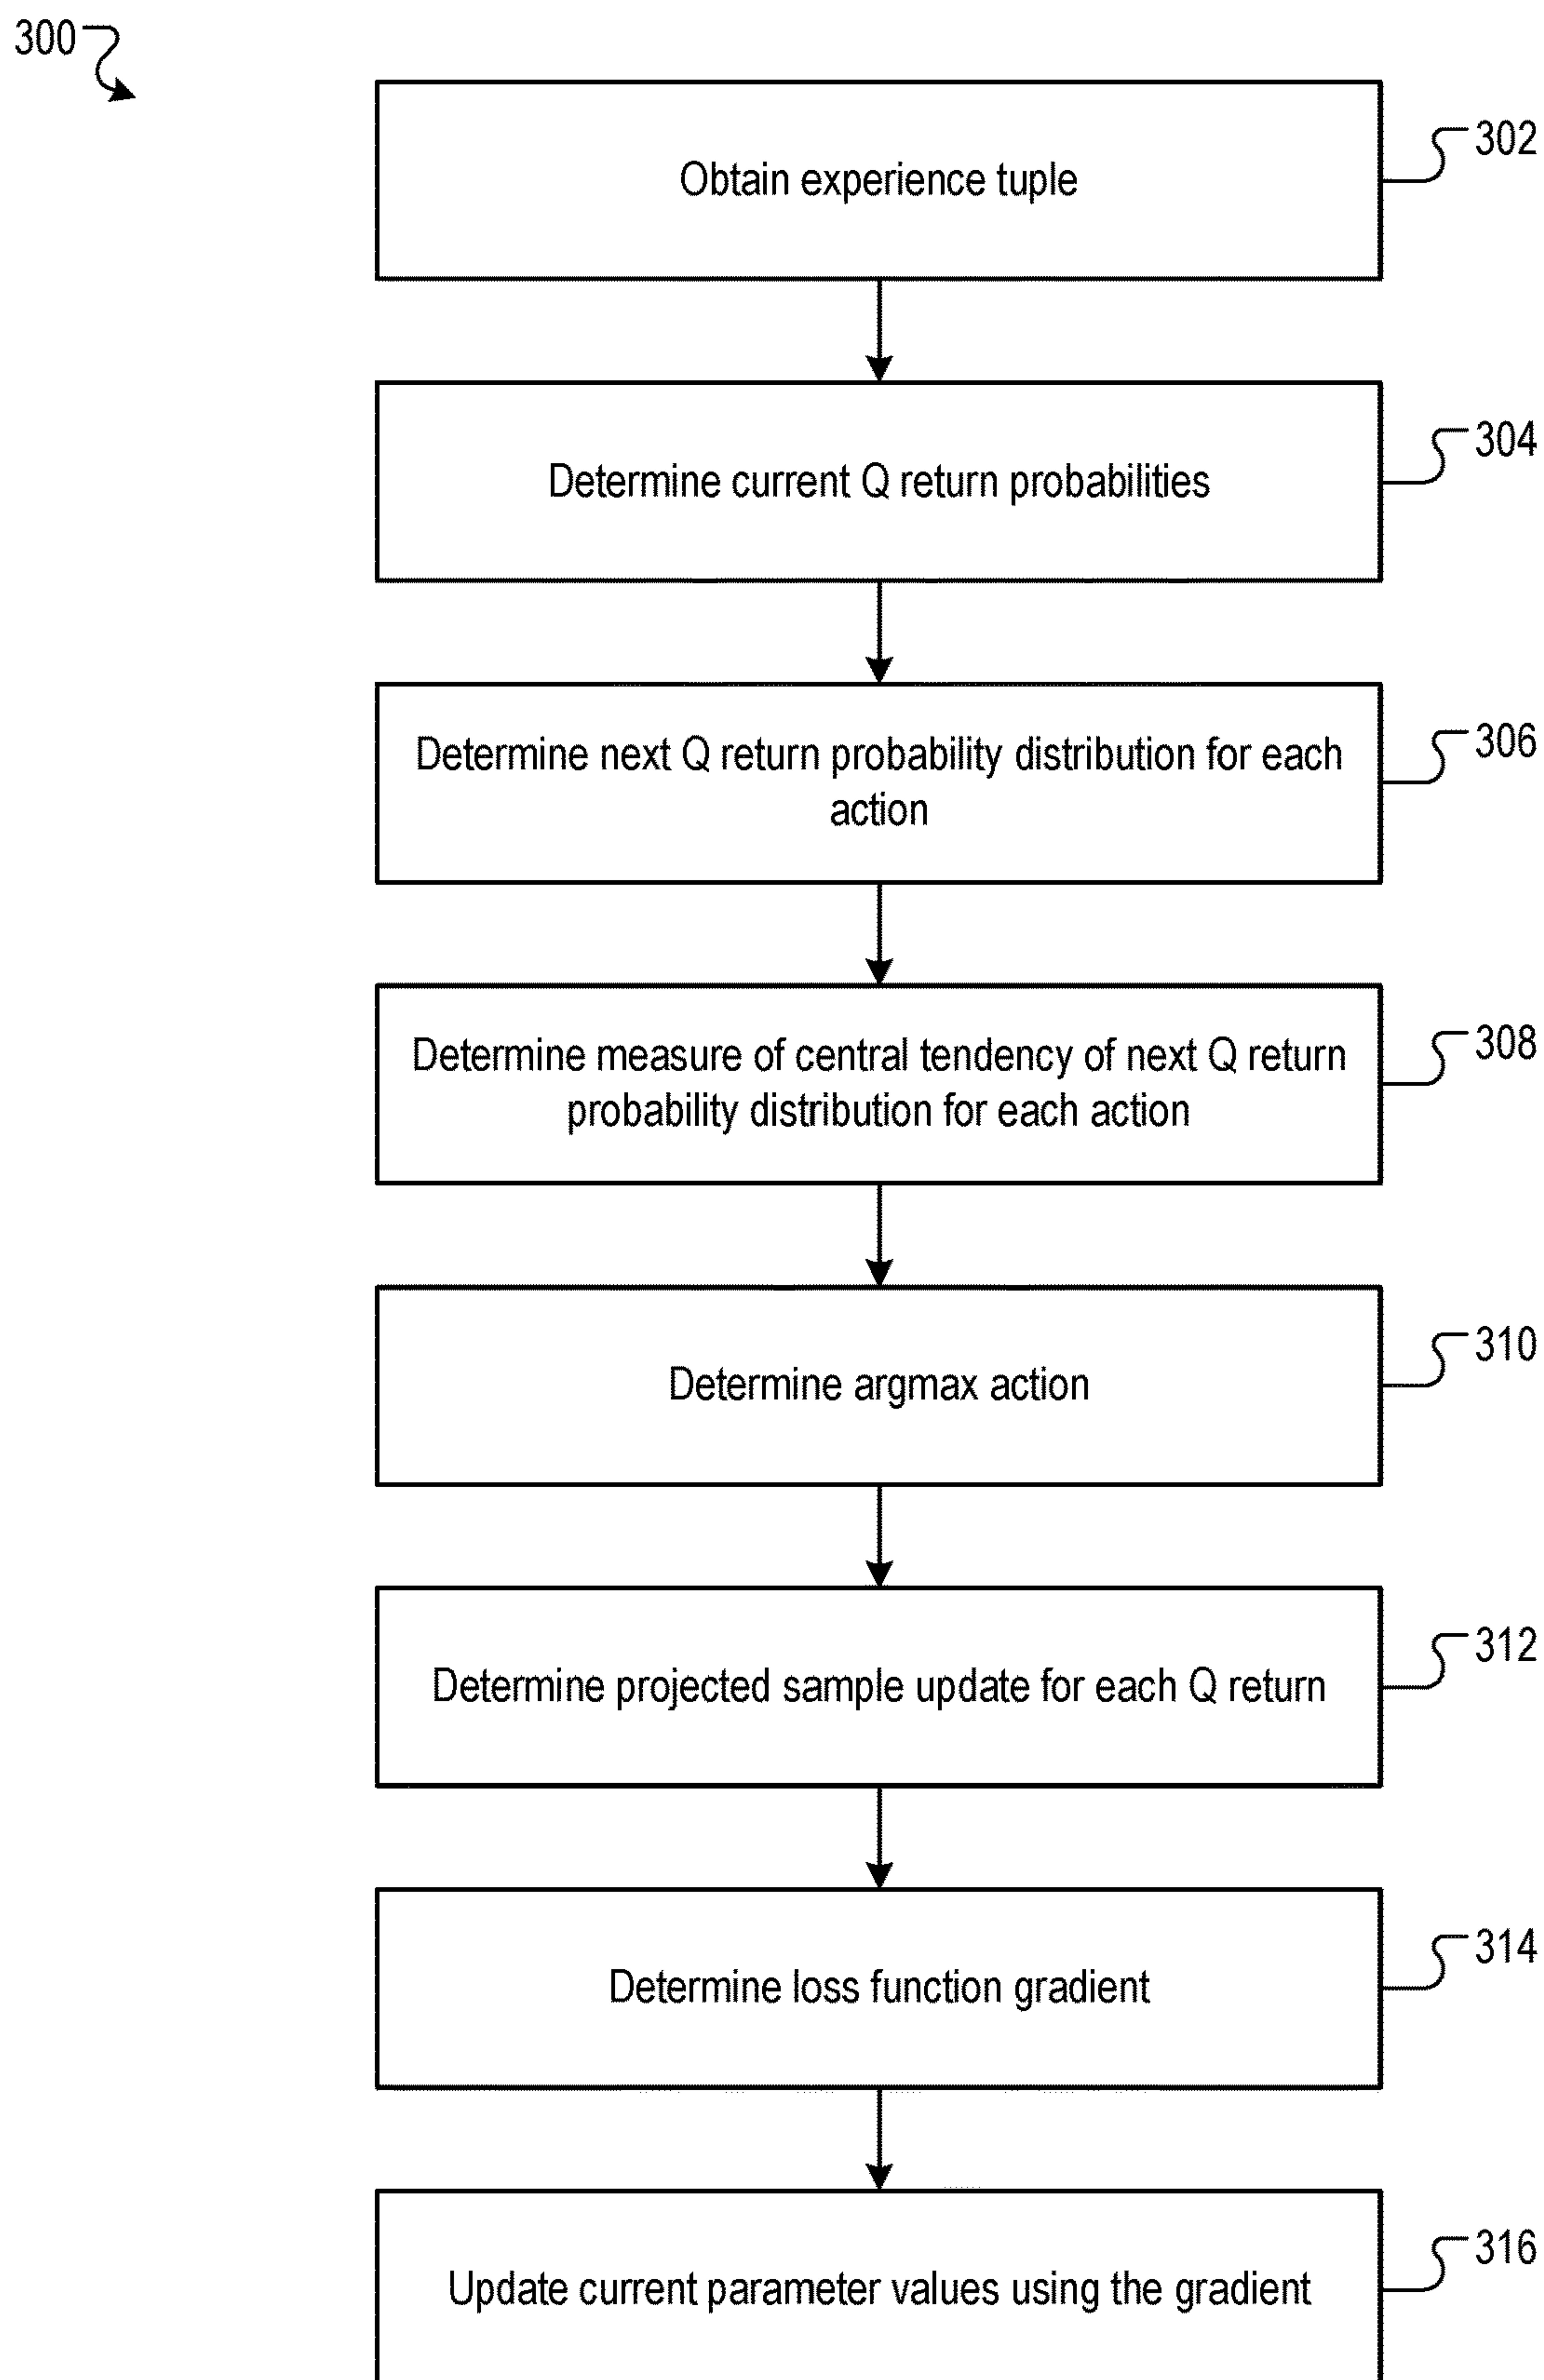 300
Obtain experience tuple
302
Determine current Q return probabilities
304
Determine next Q return probability distribution for each
action
306
Determine measure of central tendency of next Q return
probability distribution for each action
308
Determine argmax action
310
Determine projected sample update for each Q return
312
Determine loss function gradient
314
Update current parameter values using the gradient
316